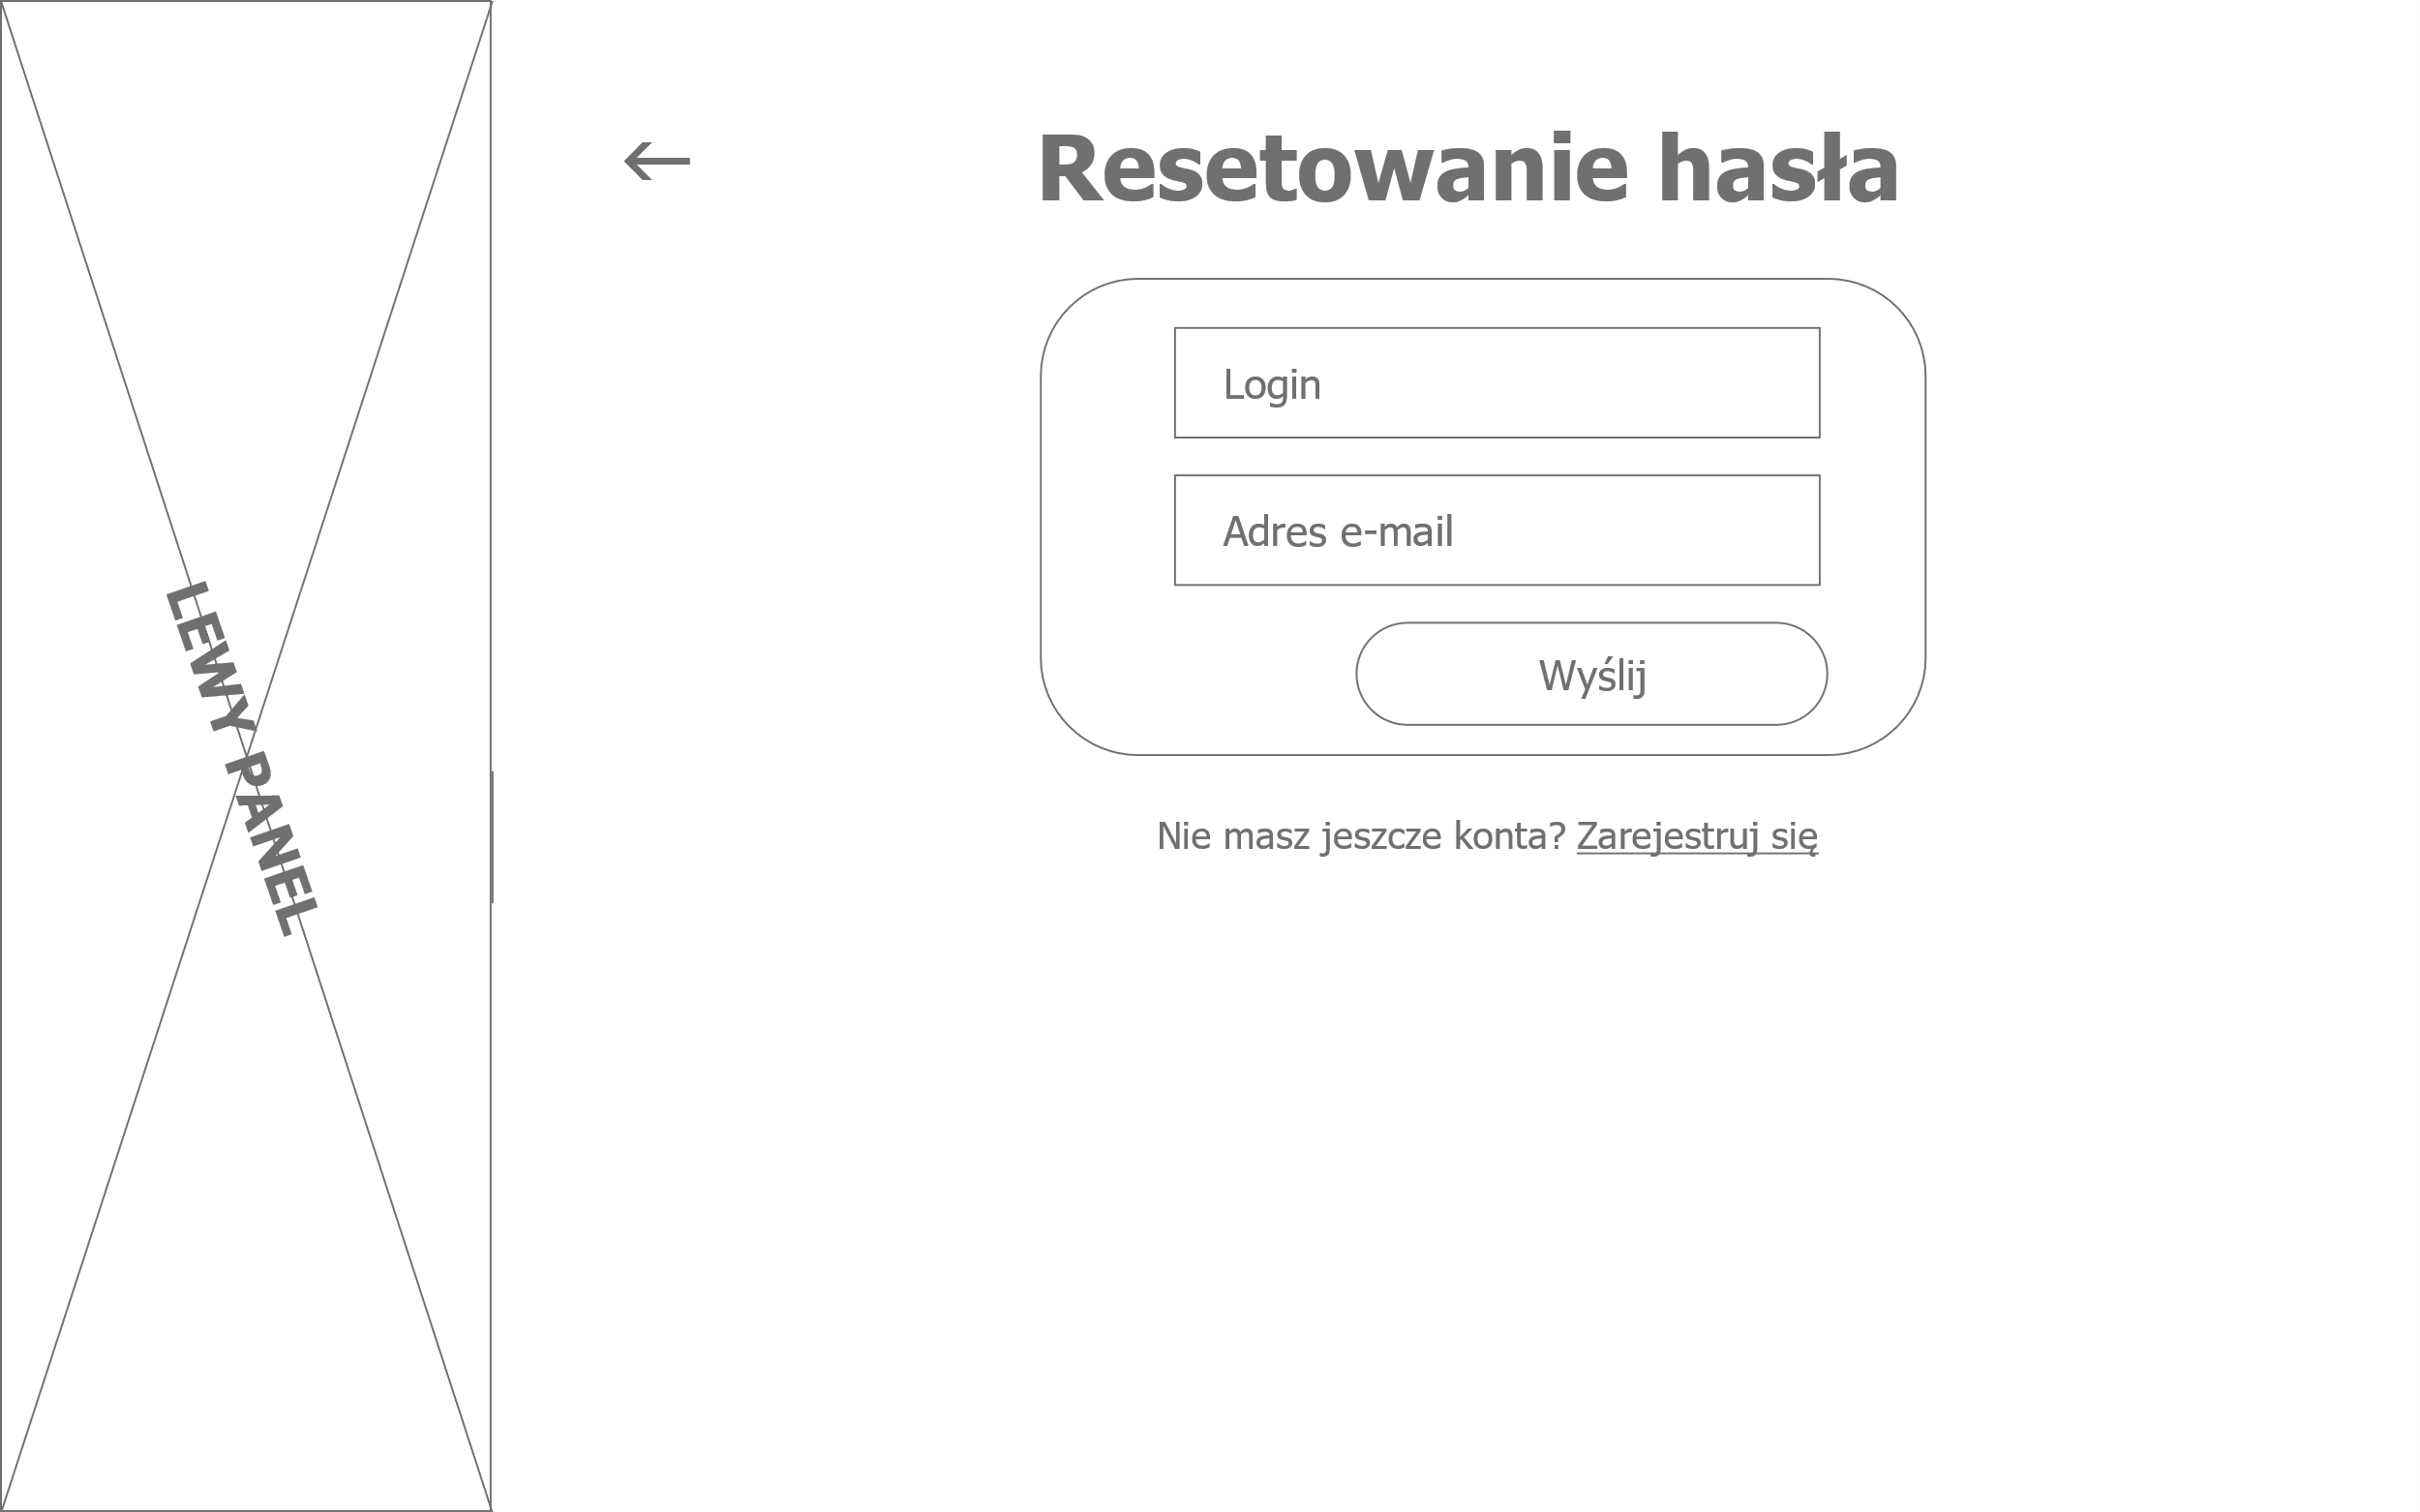 LEWY PANEL
←
Resetowanie hasła
Login
Adres e-mail
Wyślij
Nie masz jeszcze konta? Zarejestruj się